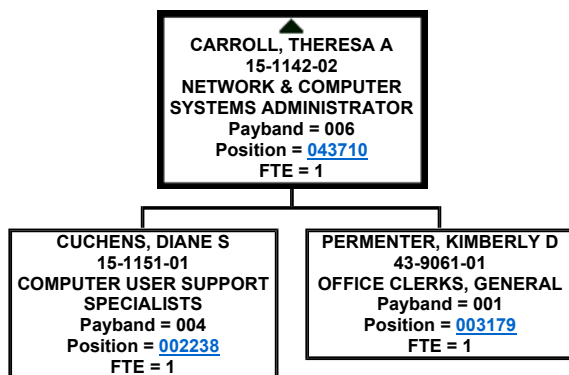 CARROLL, THERESA A
15-1142-02
NETWORK & COMPUTER
SYSTEMS ADMINISTRATOR
Payband = 006
Position = 043710
FTE = 1
CUCHENS, DIANE S
15-1151-01
COMPUTER USER SUPPORT
SPECIALISTS
Payband = 004
Position = 002238
FTE = 1
PERMENTER, KIMBERLY D
43-9061-01
OFFICE CLERKS, GENERAL
Payband = 001
Position = 003179
FTE = 1